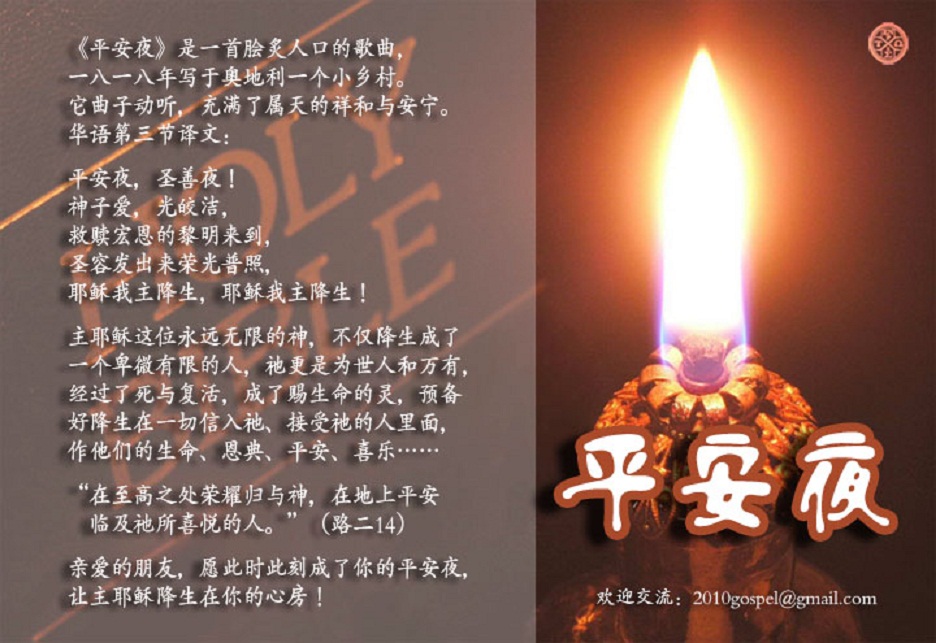 《平安夜》是一首脍炙人口的歌曲，
一八一八年写于奥地利一个小乡村。
它曲子动听，充满了属天的祥和与安宁。
华语第三节译文：
平安夜，圣善夜！
神子爱，光皎洁，
救赎宏恩的黎明来到，
圣容发出来荣光普照，
耶稣我主降生，耶稣我主降生！
主耶稣这位永远无限的神，不仅降生成了
一个卑微有限的人，祂更是为世人和万有，
经过了死与复活，成了赐生命的灵，预备
好降生在一切信入祂、接受祂的人里面，
作他们的生命、恩典、平安、喜乐……
“在至高之处荣耀归与神，在地上平安
临及祂所喜悦的人。”（路二14）
亲爱的朋友，愿此时此刻成了你的平安夜，
让主耶稣降生在你的心房！
HOLY
BIBLE
平安夜
欢迎交流：2010gospel@gmail.com